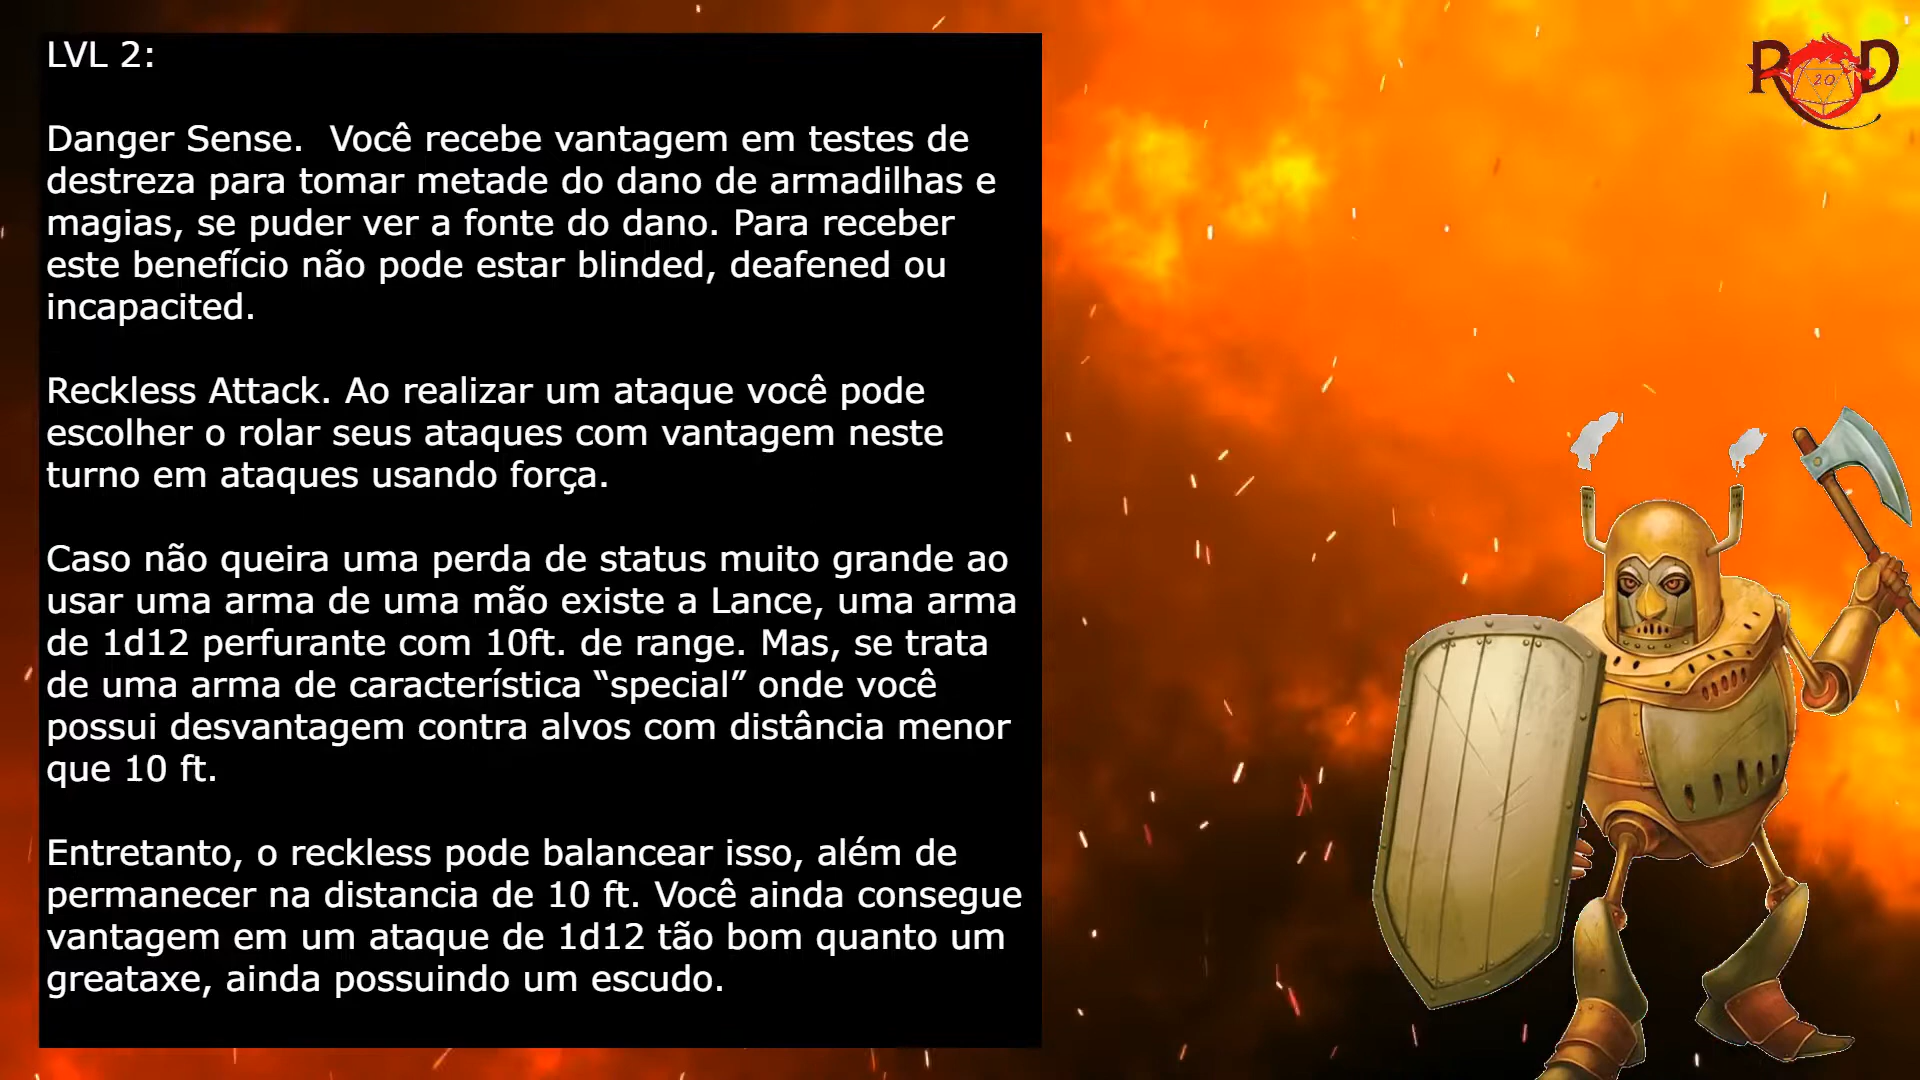 LVL 2:
Danger Sense.  Você recebe vantagem em testes de
destreza para tomar metade do dano de armadilhas e
magias, se puder ver a fonte do dano. Para receber
este benefício não pode estar blinded, deafened ou
incapacited.
Reckless Attack. Ao realizar um ataque você pode
escolher o rolar seus ataques com vantagem neste
turno em ataques usando força.
Caso não queira uma perda de status muito grande ao
usar uma arma de uma mão existe a Lance, uma arma
de 1d12 perfurante com 10ft. de range. Mas, se trata
de uma arma de característica “special” onde você
possui desvantagem contra alvos com distância menor
que 10 ft.
Entretanto, o reckless pode balancear isso, além de
permanecer na distancia de 10 ft. Você ainda consegue
vantagem em um ataque de 1d12 tão bom quanto um
greataxe, ainda possuindo um escudo.
R D
20